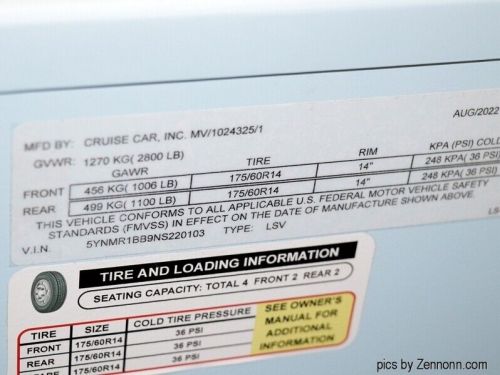 AUG/2022
MFD BY: CRUISE CAR, INC. MV/1024325/1
GVWR: 1270 KG( 2800 LB)
GAWR TIRE RIM KPA (PSI) COLD
FRONT 456 KG( 1006 LB) 175/60R14 14" 248 KPA( 36 PSI)
REAR 499 KG( 1100 LB) 175/60R14 14" 248 KPA( 36 PSI)
THIS VEHICLE CONFORMS TO ALL APPLICABLE U.S. FEDERAL MOTOR VEHICLE SAFETY
STANDARDS (FMVSS) IN EFFECT ON THE DATE OF MANUFACTURE SHOWN ABOVE.
V.I.N. 5YNMR1BB9NS220103 TYPE: LSV
TIRE AND LOADING INFORMATION
SEATING CAPACITY: TOTAL 4 FRONT 2 REAR 2
TIRE SIZE COLD TIRE PRESSURE
FRONT 175/60R14 36 PSI
REAR 175/60R14 36 PSI
175/60R14 36 PSI
SEE OWNER'S
MANUAL FOR
ADDITIONAL
INFORMATION
pics by Zennonn.com